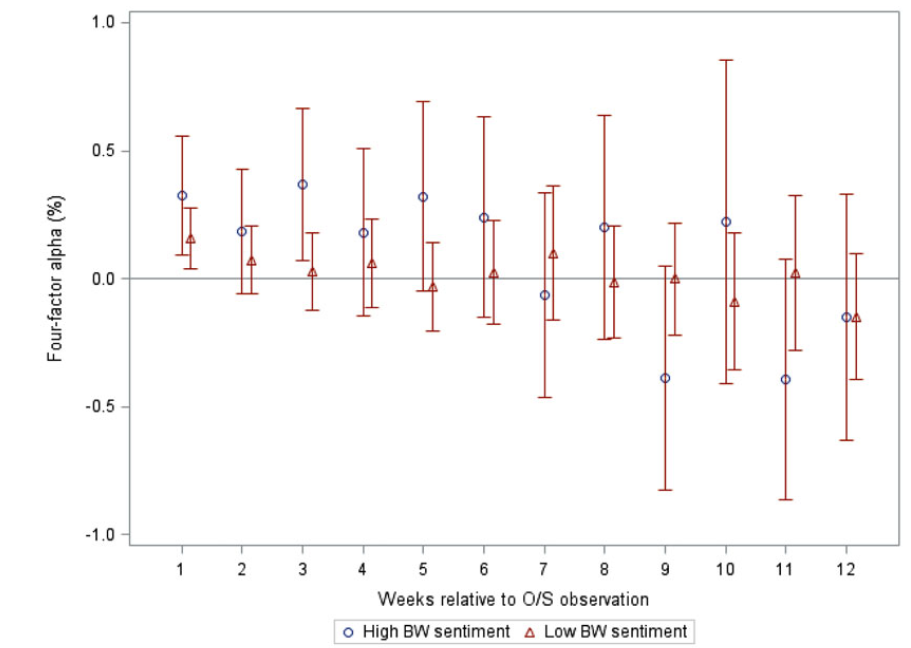 1.0
0.5
0.0
-0.5
-1.0
Four-factor alpha (%)
1 2 3 4 5 6 7 8 9 10 11 12
Weeks relative to O/S observation
High BW sentiment Low BW sentiment